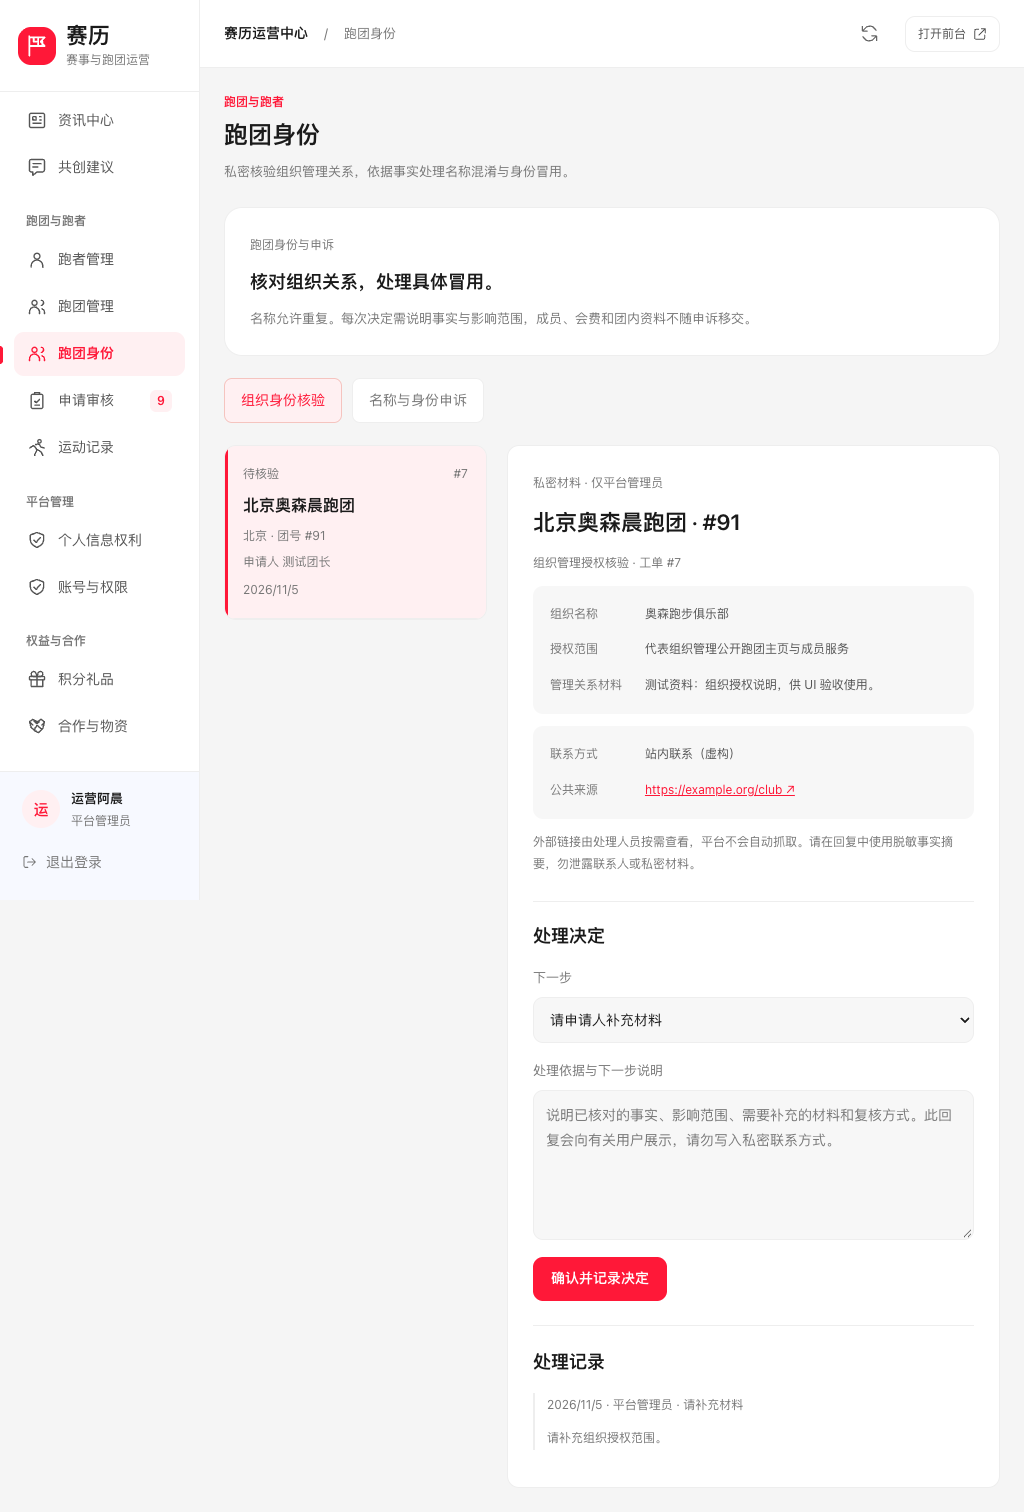 赛历
赛事与跑团运营
资讯中心
共创建议
跑团与跑者
跑者管理
跑团管理
跑团身份
申请审核
9
运动记录
平台管理
个人信息权利
账号与权限
权益与合作
积分礼品
合作与物资
运
运营阿晨
平台管理员
退出登录
赛历运营中心 / 跑团身份
打开前台
跑团与跑者
跑团身份
私密核验组织管理关系，依据事实处理名称混淆与身份冒用。
跑团身份与申诉
核对组织关系，处理具体冒用。
名称允许重复。每次决定需说明事实与影响范围，成员、会费和团内资料不随申诉移交。
组织身份核验
名称与身份申诉
待核验
#7
北京奥森晨跑团
北京 · 团号 #91
申请人 测试团长
2026/11/5
私密材料 · 仅平台管理员
北京奥森晨跑团 · #91
组织管理授权核验 · 工单 #7
组织名称
奥森跑步俱乐部
授权范围
代表组织管理公开跑团主页与成员服务
管理关系材料
测试资料：组织授权说明，供 UI 验收使用。
联系方式
站内联系（虚构）
公共来源
https://example.org/club ↗
外部链接由处理人员按需查看，平台不会自动抓取。请在回复中使用脱敏事实摘
要，勿泄露联系人或私密材料。
处理决定
下一步
请申请人补充材料
处理依据与下一步说明
说明已核对的事实、影响范围、需要补充的材料和复核方式。此回
复会向有关用户展示，请勿写入私密联系方式。
确认并记录决定
处理记录
2026/11/5 · 平台管理员 · 请补充材料
请补充组织授权范围。